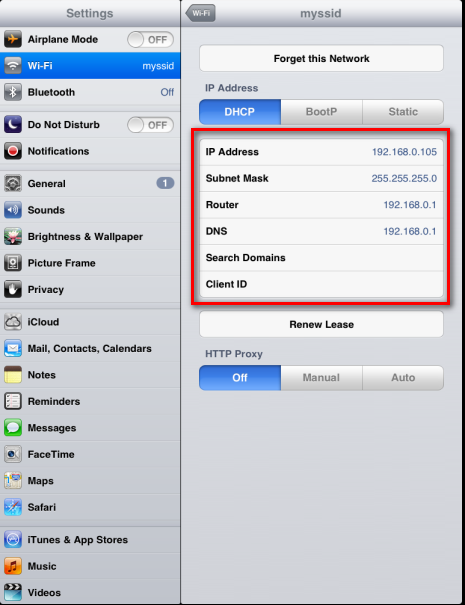 Settings
Airplane Mode OFF
Wi-Fi myssid
Bluetooth Off
Do Not Disturb OFF
Notifications
General 1
Sounds
Brightness & Wallpaper
Picture Frame
Privacy
iCloud
Mail, Contacts, Calendars
Notes
Reminders
Messages
FaceTime
Maps
Safari
iTunes & App Stores
Music
Videos
Wi-Fi myssid
Forget this Network
IP Address
DHCP BootP Static
IP Address 192.168.0.105
Subnet Mask 255.255.255.0
Router 192.168.0.1
DNS 192.168.0.1
Search Domains
Client ID
Renew Lease
HTTP Proxy
Off Manual Auto